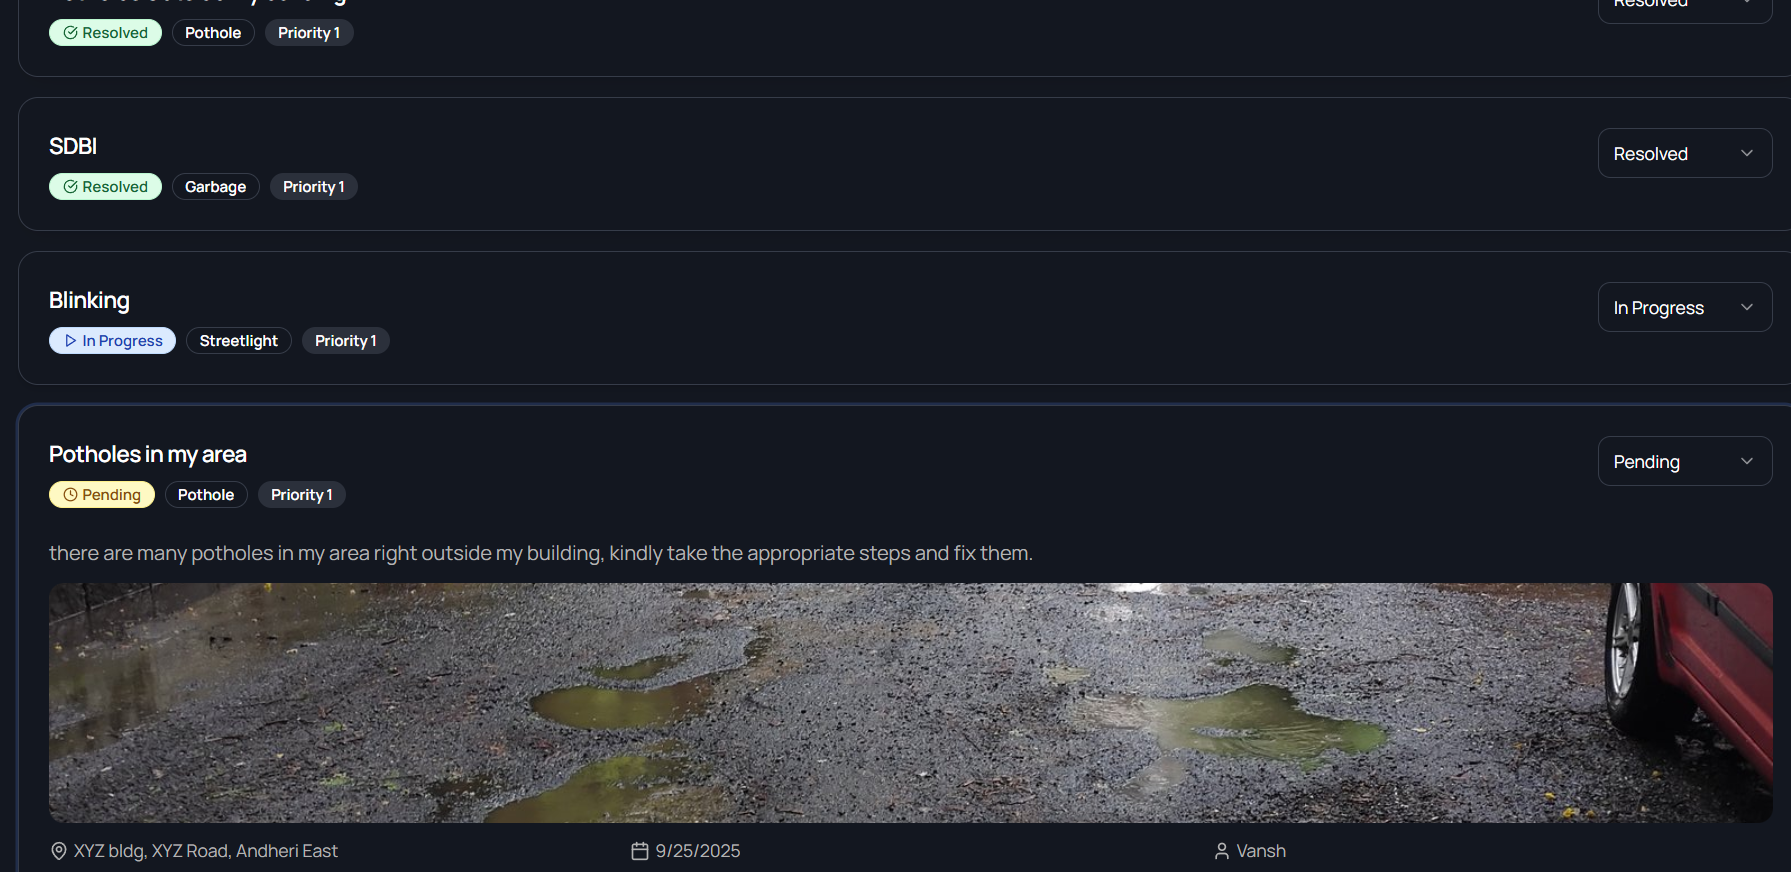 Resolved
Resolved Pothole Priority 1
SDBI
Resolved
Resolved Garbage Priority 1
Blinking
In Progress
In Progress Streetlight Priority 1
Potholes in my area
Pending
Pending Pothole Priority 1
there are many potholes in my area right outside my building, kindly take the appropriate steps and fix them.
XYZ bldg, XYZ Road, Andheri East 9/25/2025 Vansh